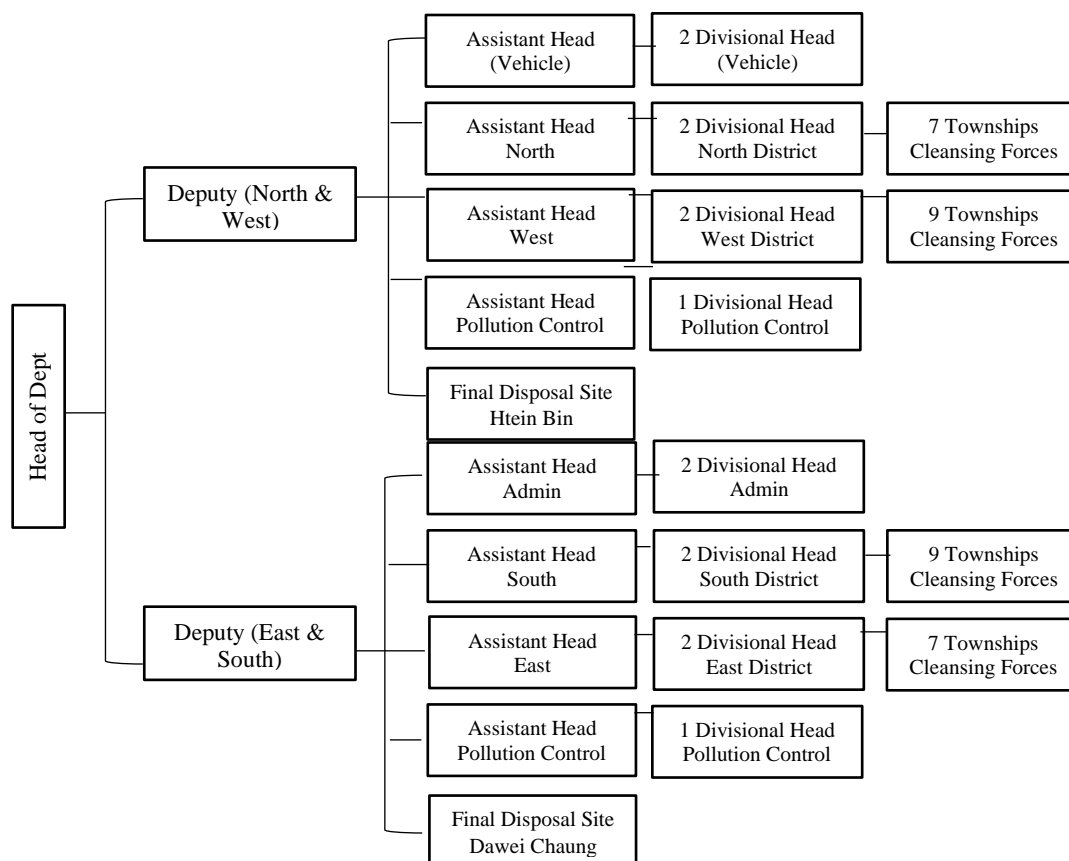 Assistant Head
(Vehicle)
2 Divisional Head
(Vehicle)
Assistant Head
North
2 Divisional Head
North District
7 Townships
Cleansing Forces
Deputy (North &
West)
Assistant Head
West
2 Divisional Head
West District
9 Townships
Cleansing Forces
Assistant Head
Pollution Control
1 Divisional Head
Pollution Control
Final Disposal Site
Htein Bin
Head of Dept
Assistant Head
Admin
2 Divisional Head
Admin
Assistant Head
South
2 Divisional Head
South District
9 Townships
Cleansing Forces
Deputy (East &
South)
Assistant Head
East
2 Divisional Head
East District
7 Townships
Cleansing Forces
Assistant Head
Pollution Control
1 Divisional Head
Pollution Control
Final Disposal Site
Dawei Chaung